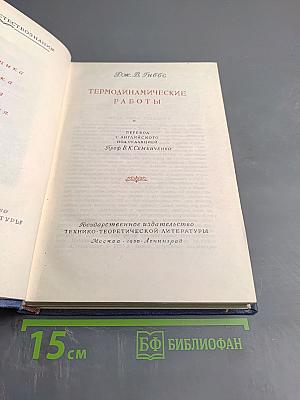 ЕСТЕСТВОЗНАНИЯ
Дж. В. Гиббс
ТЕРМОДИНАМИЧЕСКИЕ
РАБОТЫ
ПЕРЕВОД
С АНГЛИЙСКОГО
ПОД РЕДАКЦИЕЙ
Проф. В. К. Семенченко
Государственное издательство
ТЕХНИКО-ТЕОРЕТИЧЕСКОЙ ЛИТЕРАТУРЫ
Москва · 1950 · Ленинград
15 см
БФ БИБЛИОФАН